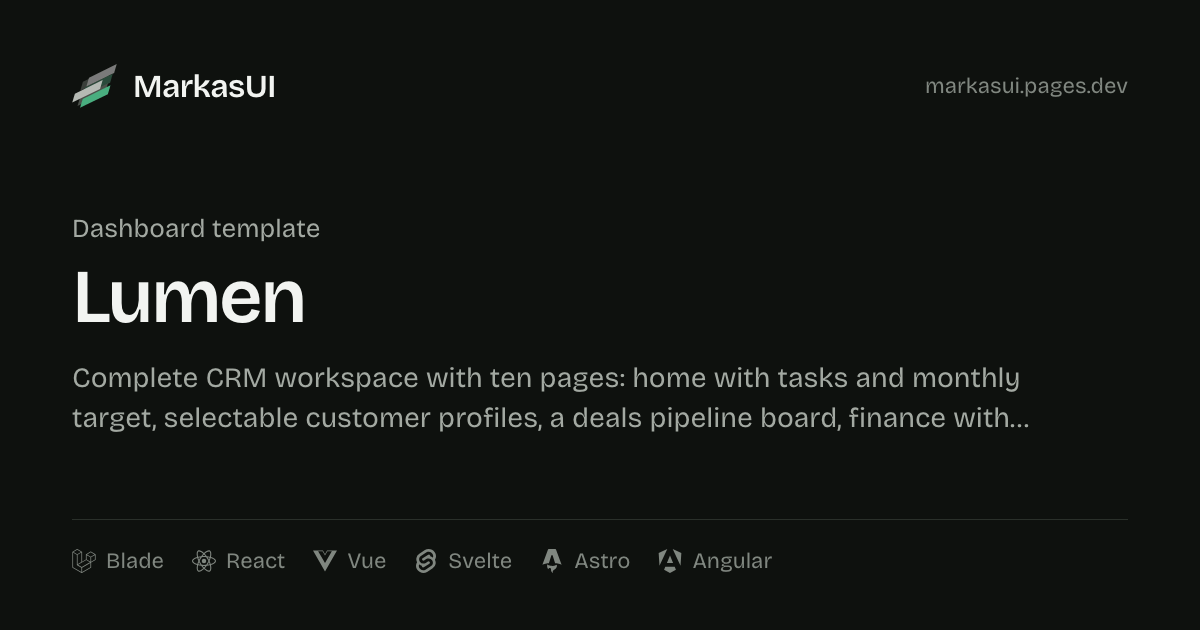 MarkasUI
markasui.pages.dev
Dashboard template
Lumen
Complete CRM workspace with ten pages: home with tasks and monthly
target, selectable customer profiles, a deals pipeline board, finance with...
Blade React Vue Svelte Astro Angular